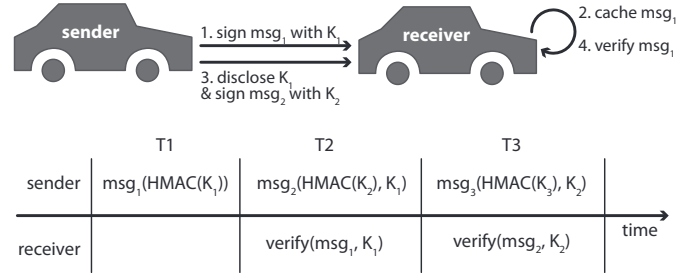 sender
1. sign msg₁ with K₁
3. disclose K₁
& sign msg₂ with K₂
receiver
2. cache msg₁
4. verify msg₁
T1 T2 T3
sender msg₁(HMAC(K₁)) msg₂(HMAC(K₂), K₁) msg₃(HMAC(K₃), K₂)
time
receiver verify(msg₁, K₁) verify(msg₂, K₂)